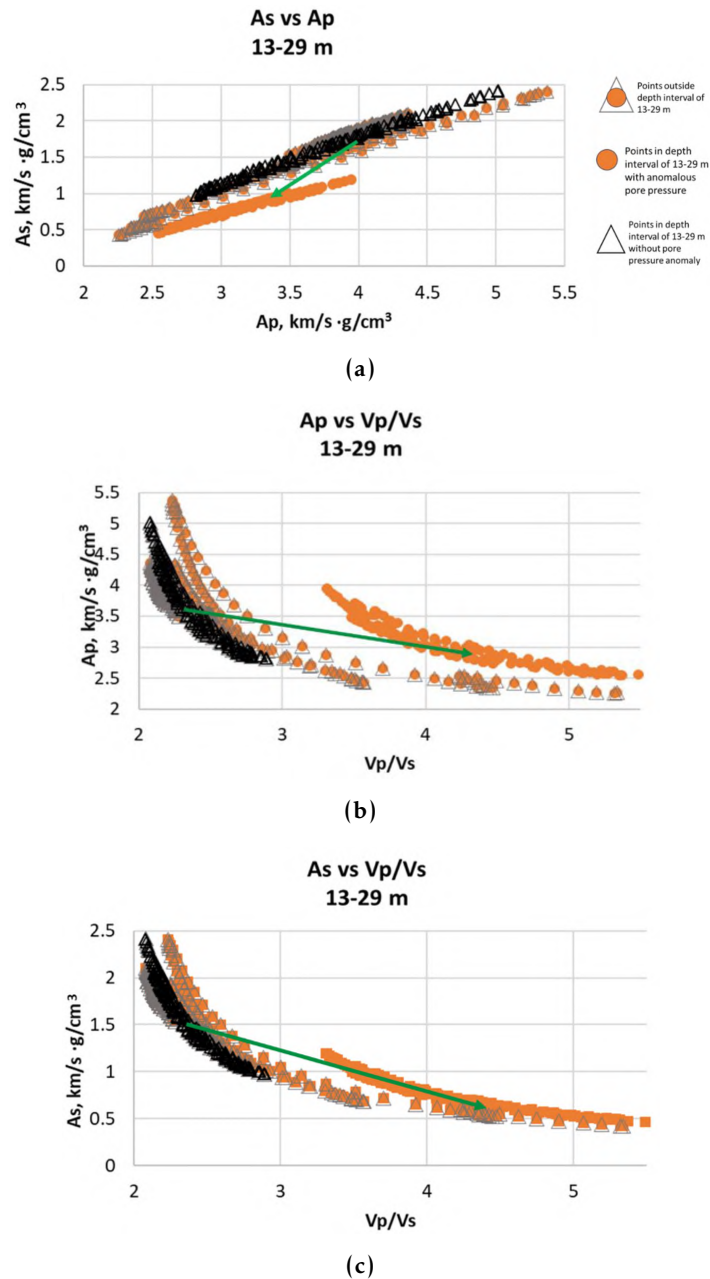 As vs Ap
13-29 m
As, km/s ·g/cm³
2.5
2
1.5
1
0.5
0
2
2.5
3
3.5
4
4.5
5
5.5
Ap, km/s ·g/cm³
Points outside
depth interval of
13-29 m
Points in depth
interval of 13-29 m
with anomalous
pore pressure
Points in depth
interval of 13-29 m
without pore
pressure anomaly
(a)
Ap vs Vp/Vs
13-29 m
Ap, km/s ·g/cm³
5.5
5
4.5
4
3.5
3
2.5
2
2
3
4
5
Vp/Vs
(b)
As vs Vp/Vs
13-29 m
As, km/s ·g/cm³
2.5
2
1.5
1
0.5
0
2
3
4
5
Vp/Vs
(c)